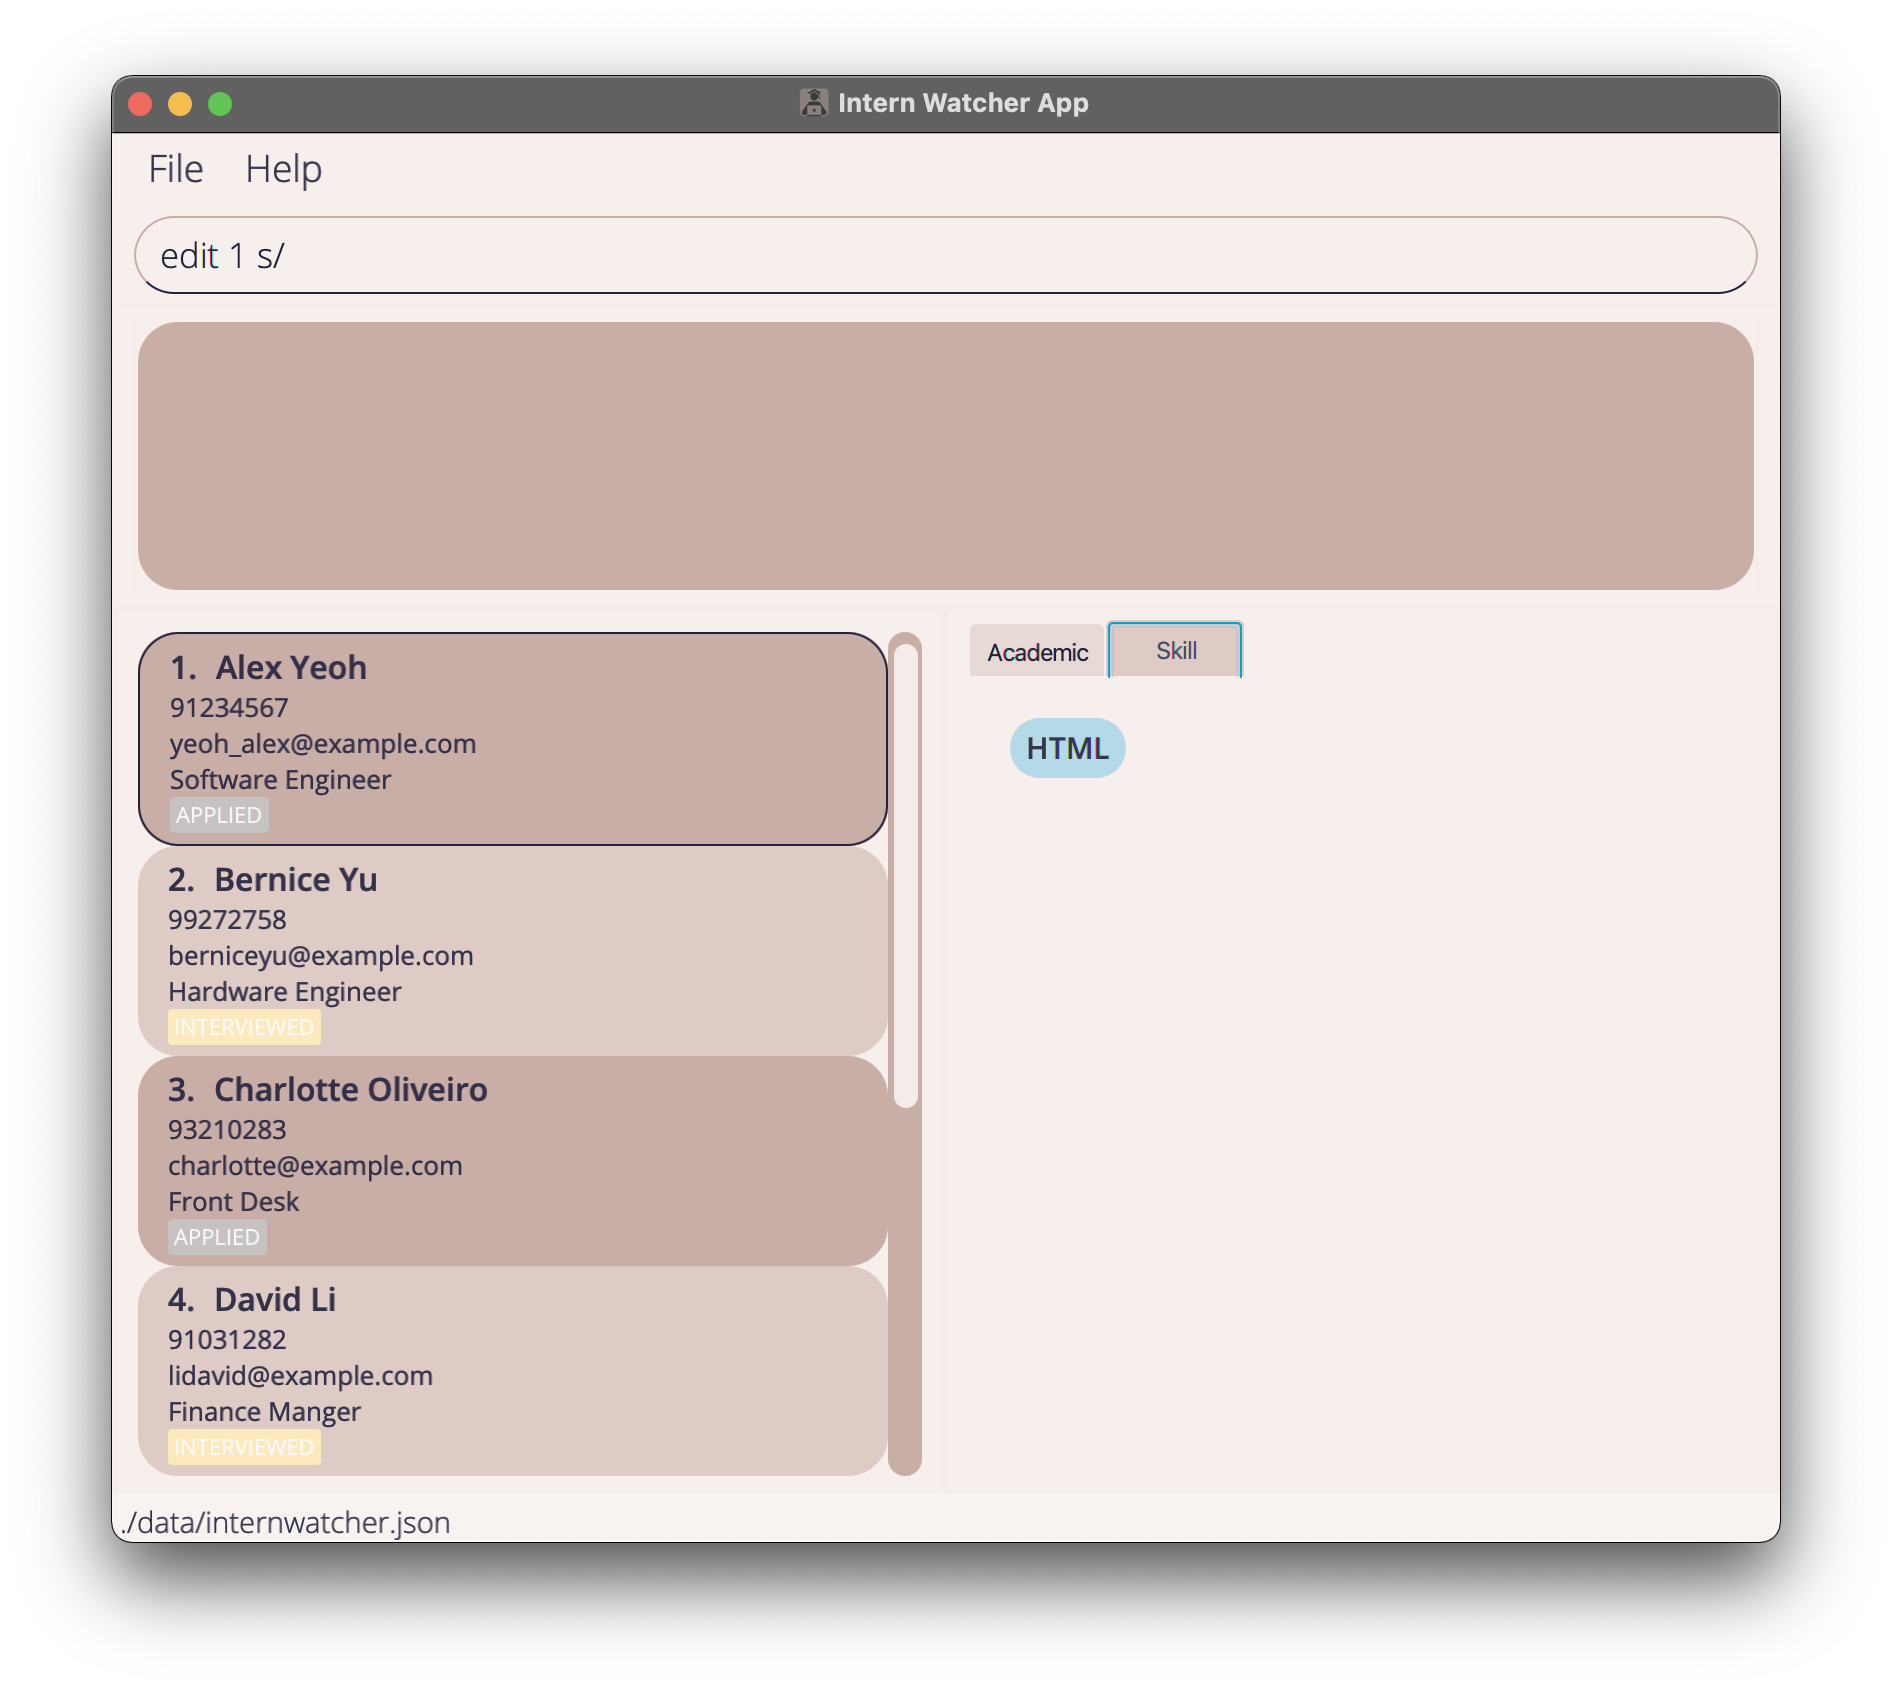 Intern Watcher App
File Help
edit 1 s/
1. Alex Yeoh
91234567
yeoh_alex@example.com
Software Engineer
APPLIED
2. Bernice Yu
99272758
berniceyu@example.com
Hardware Engineer
INTERVIEWED
3. Charlotte Oliveiro
93210283
charlotte@example.com
Front Desk
APPLIED
4. David Li
91031282
lidavid@example.com
Finance Manger
INTERVIEWED
Academic Skill
HTML
./data/internwatcher.json